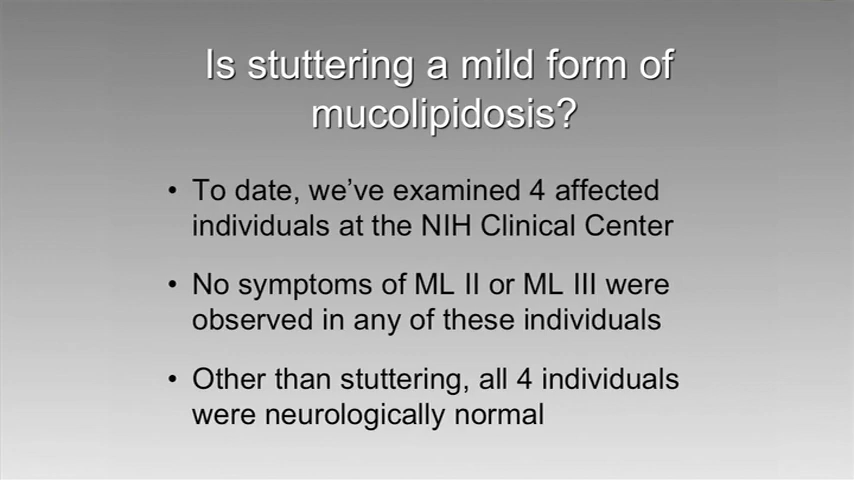 Is stuttering a mild form of
mucolipidosis?
• To date, we've examined 4 affected
individuals at the NIH Clinical Center
• No symptoms of ML II or ML III were
observed in any of these individuals
• Other than stuttering, all 4 individuals
were neurologically normal